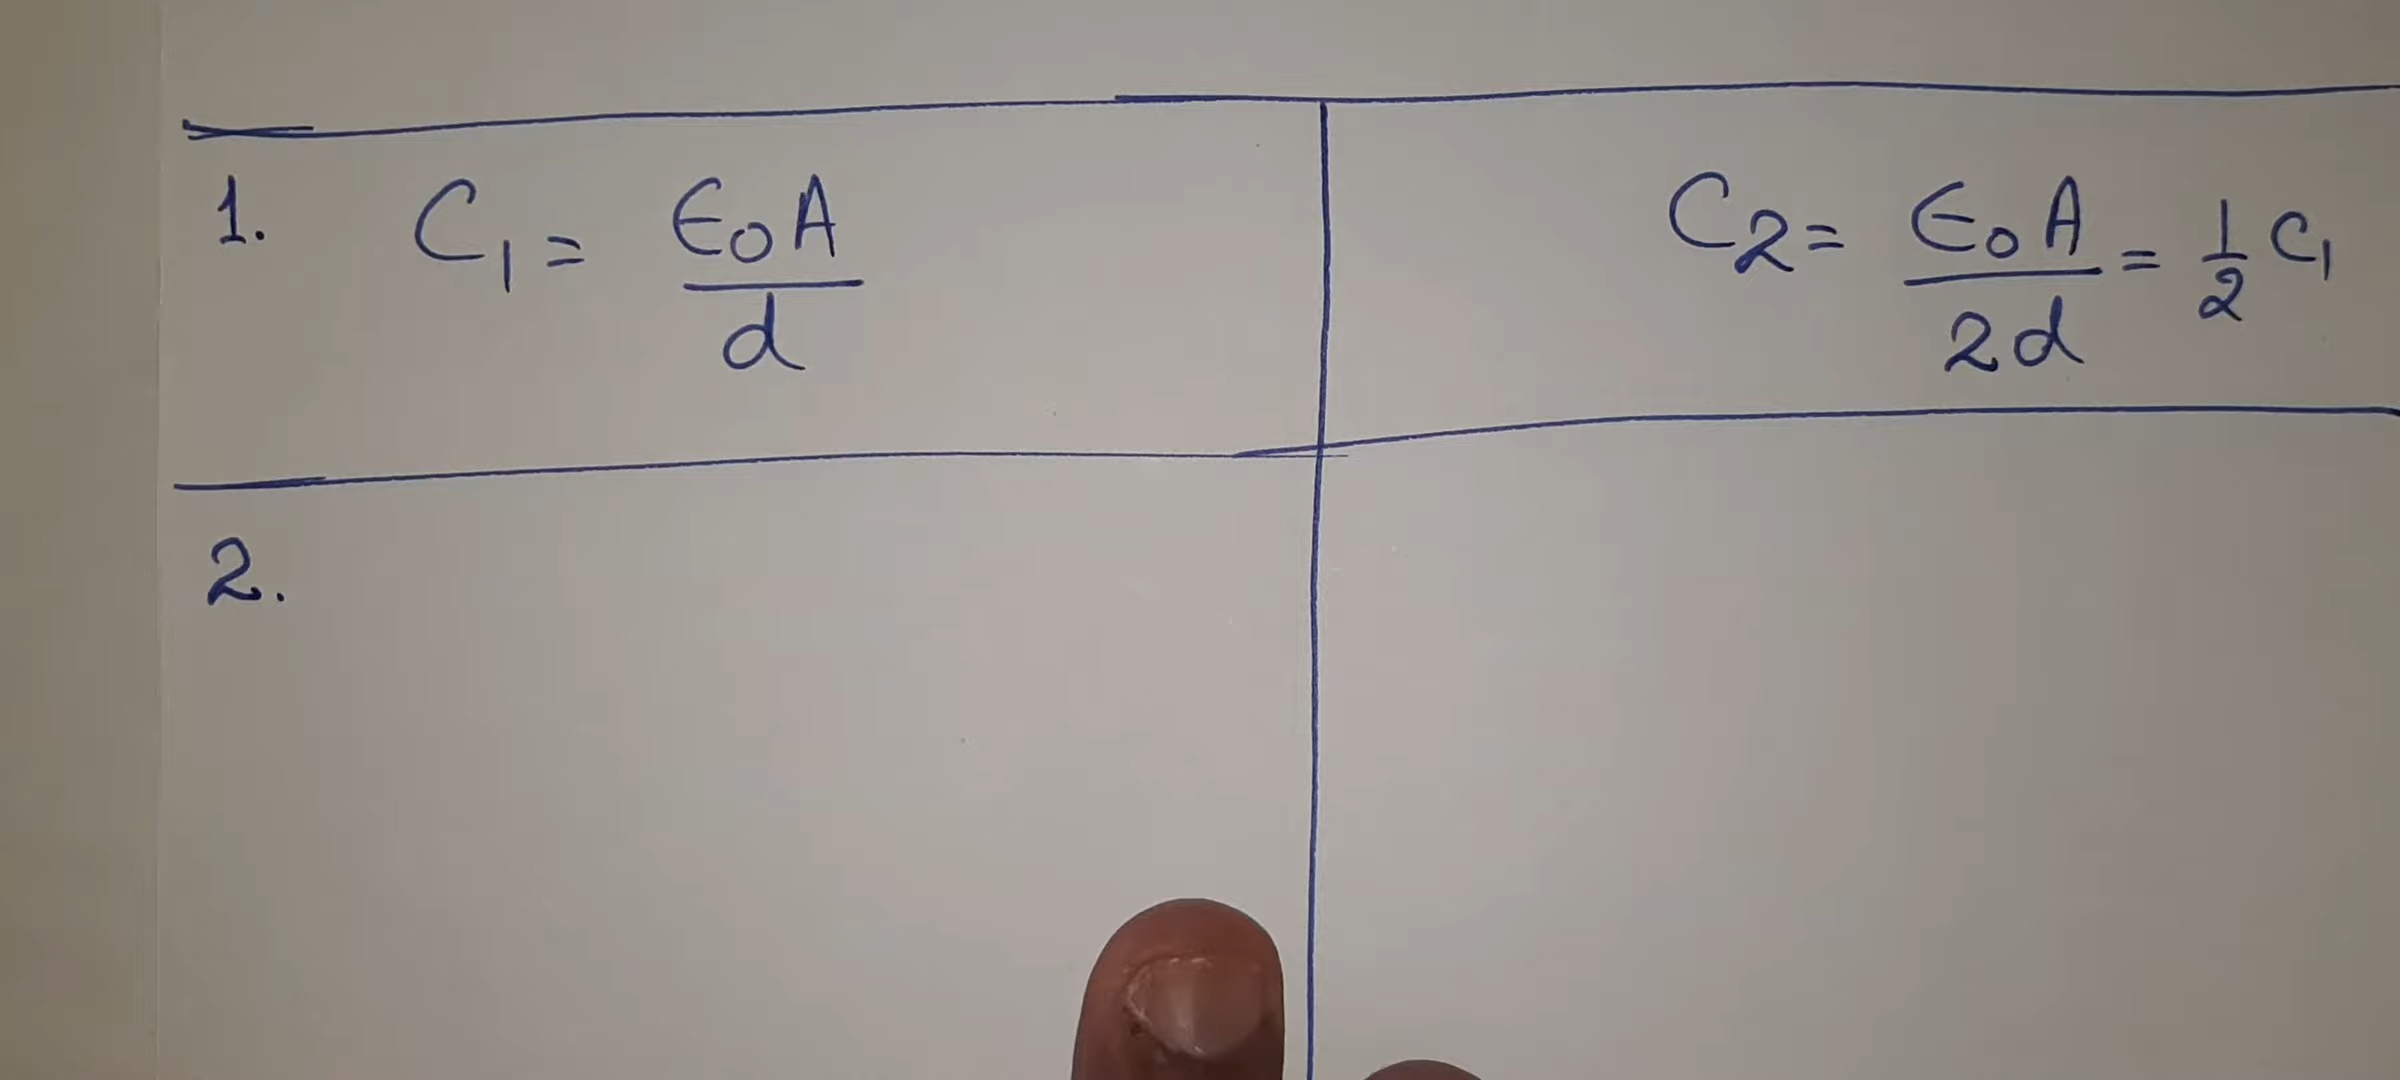 1. C₁ = ϵ₀A/d
C₂ = ϵ₀A/2d = 1/2 C₁
2.